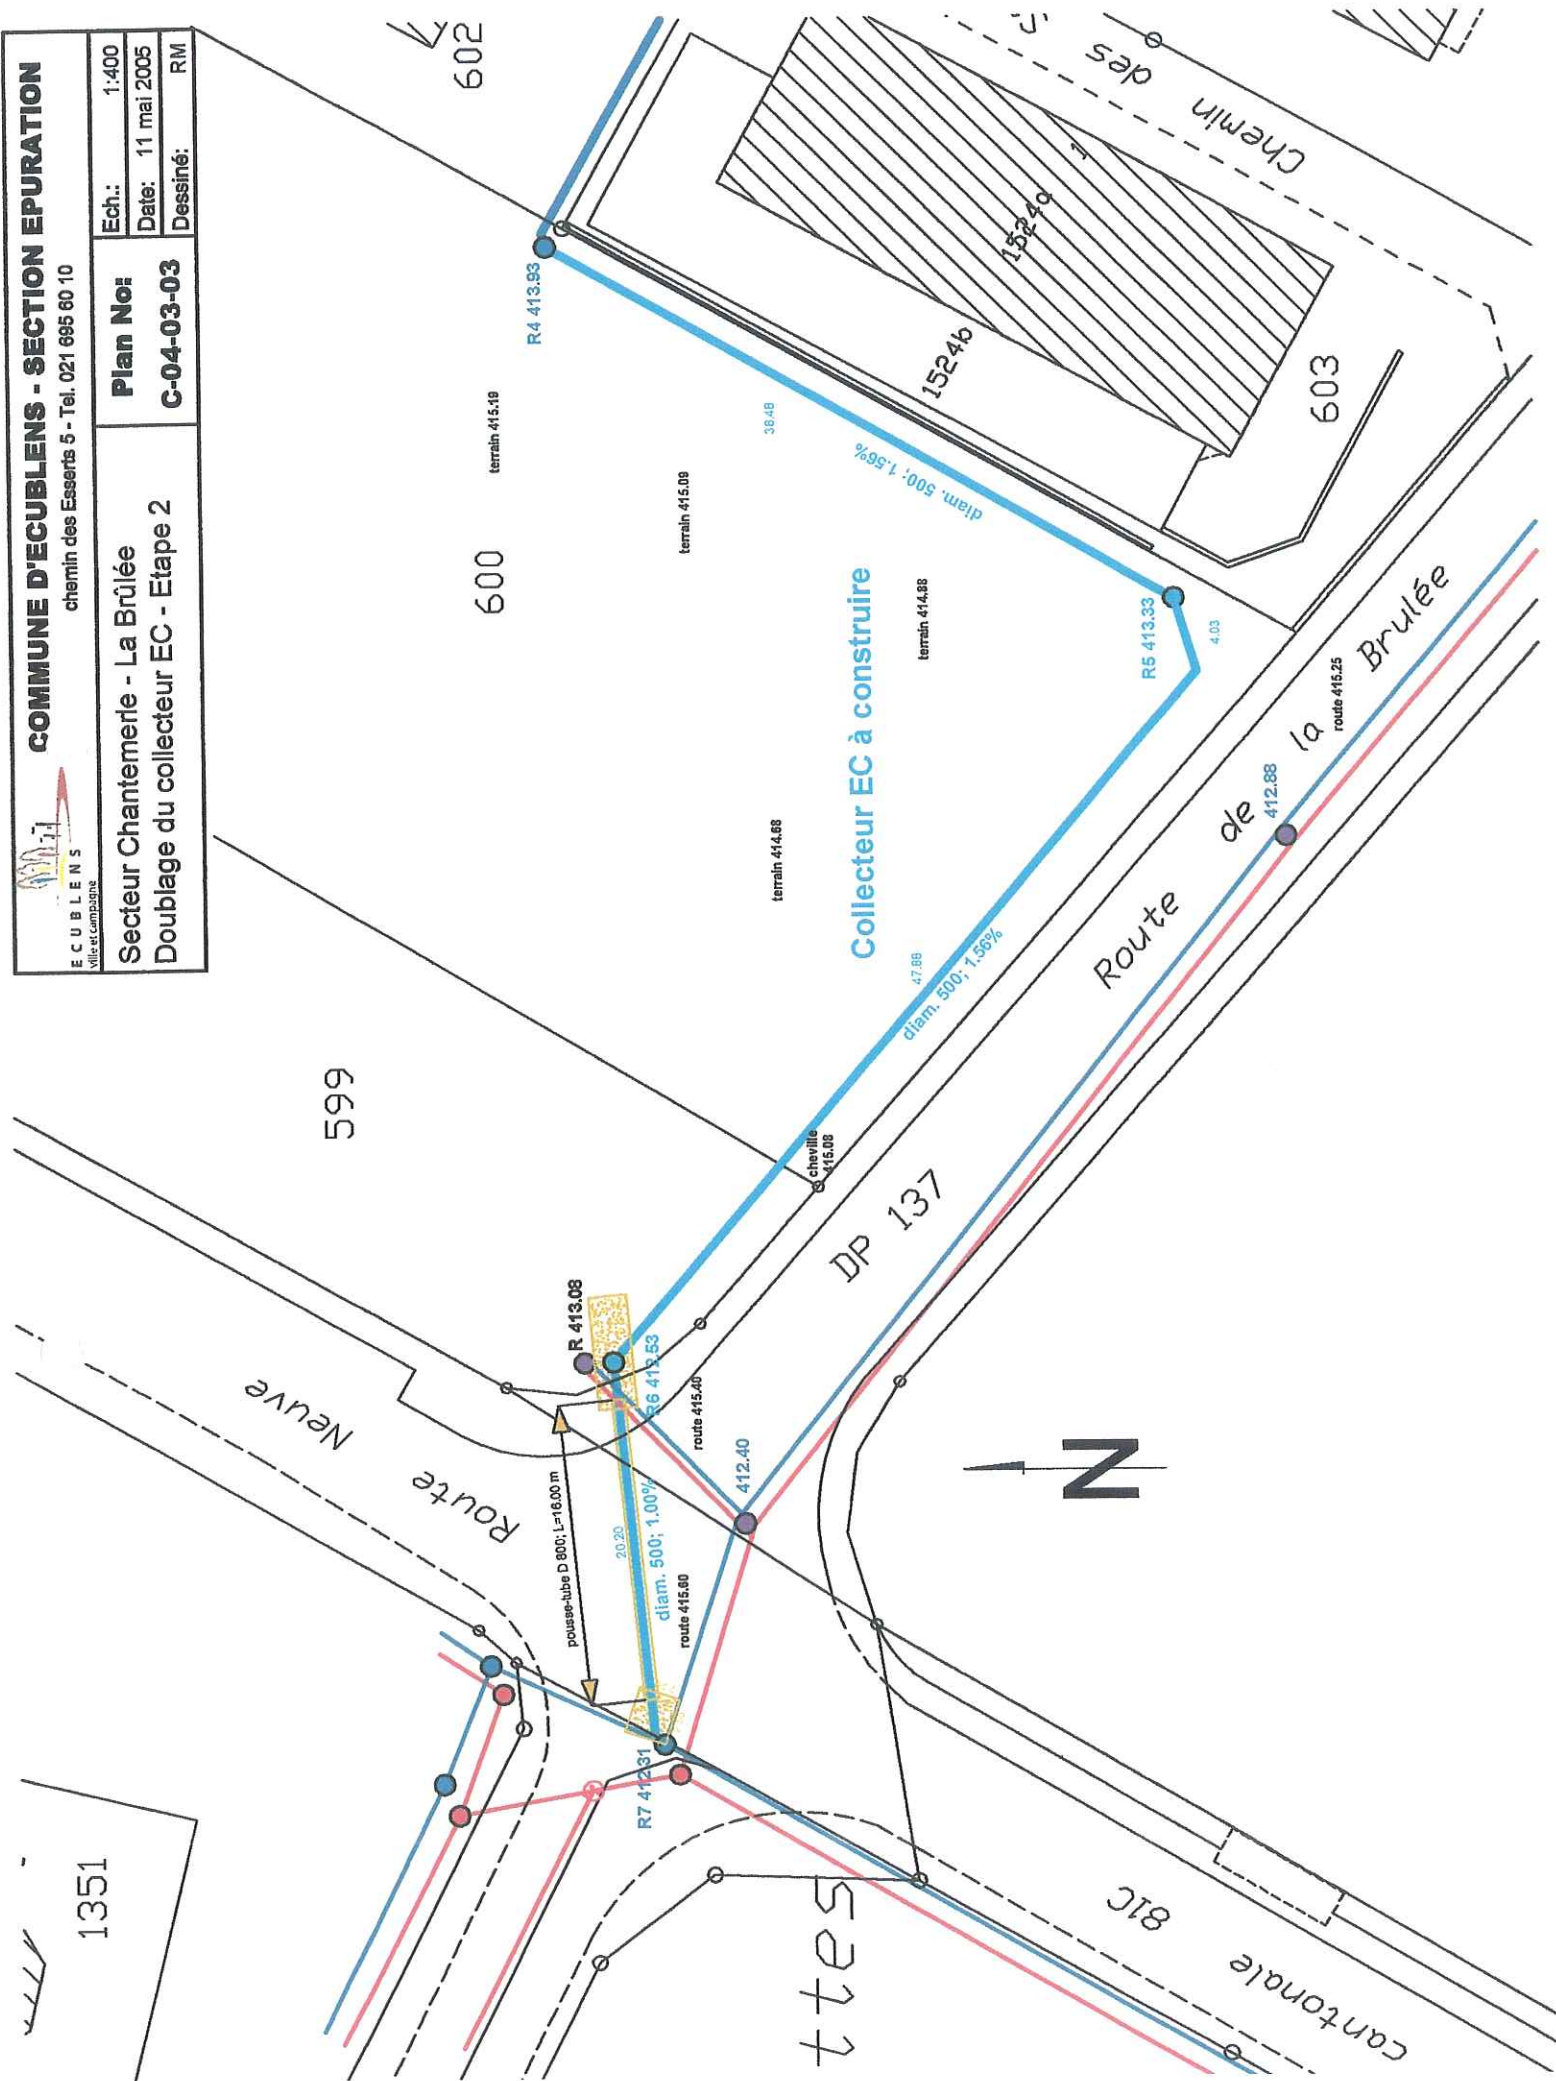 COMMUNE D'ECUBLENS - SECTION EPURATION
chemin des Esserts 5 - Tel. 021 695 60 10
ECUBLENS
ville et campagne
Secteur Chantemerle - La Brûlée
Doublage du collecteur EC - Etape 2
Plan No:
C-04-03-03
Ech.: 1:400
Date: 11 mai 2005
Dessiné: RM
602
R4 413.93
terrain 415.19
600
terrain 415.09
38.48
diam. 500; 1.56%
1524a
1
1524b
Chemin des
603
Collecteur EC à construire
terrain 414.88
terrain 414.68
R5 413.33
4.03
47.88
diam. 500; 1.56%
Route de la Brulée
route 415.25
412.88
599
cheville
415.08
DP 137
R 413.08
R6 412.53
route 415.40
412.40
Route Neuve
pousse-tube D 800; L=16.00 m
20.20
diam. 500; 1.00%
route 415.60
R7 412.31
N
1351
ttes
cantonale 81C